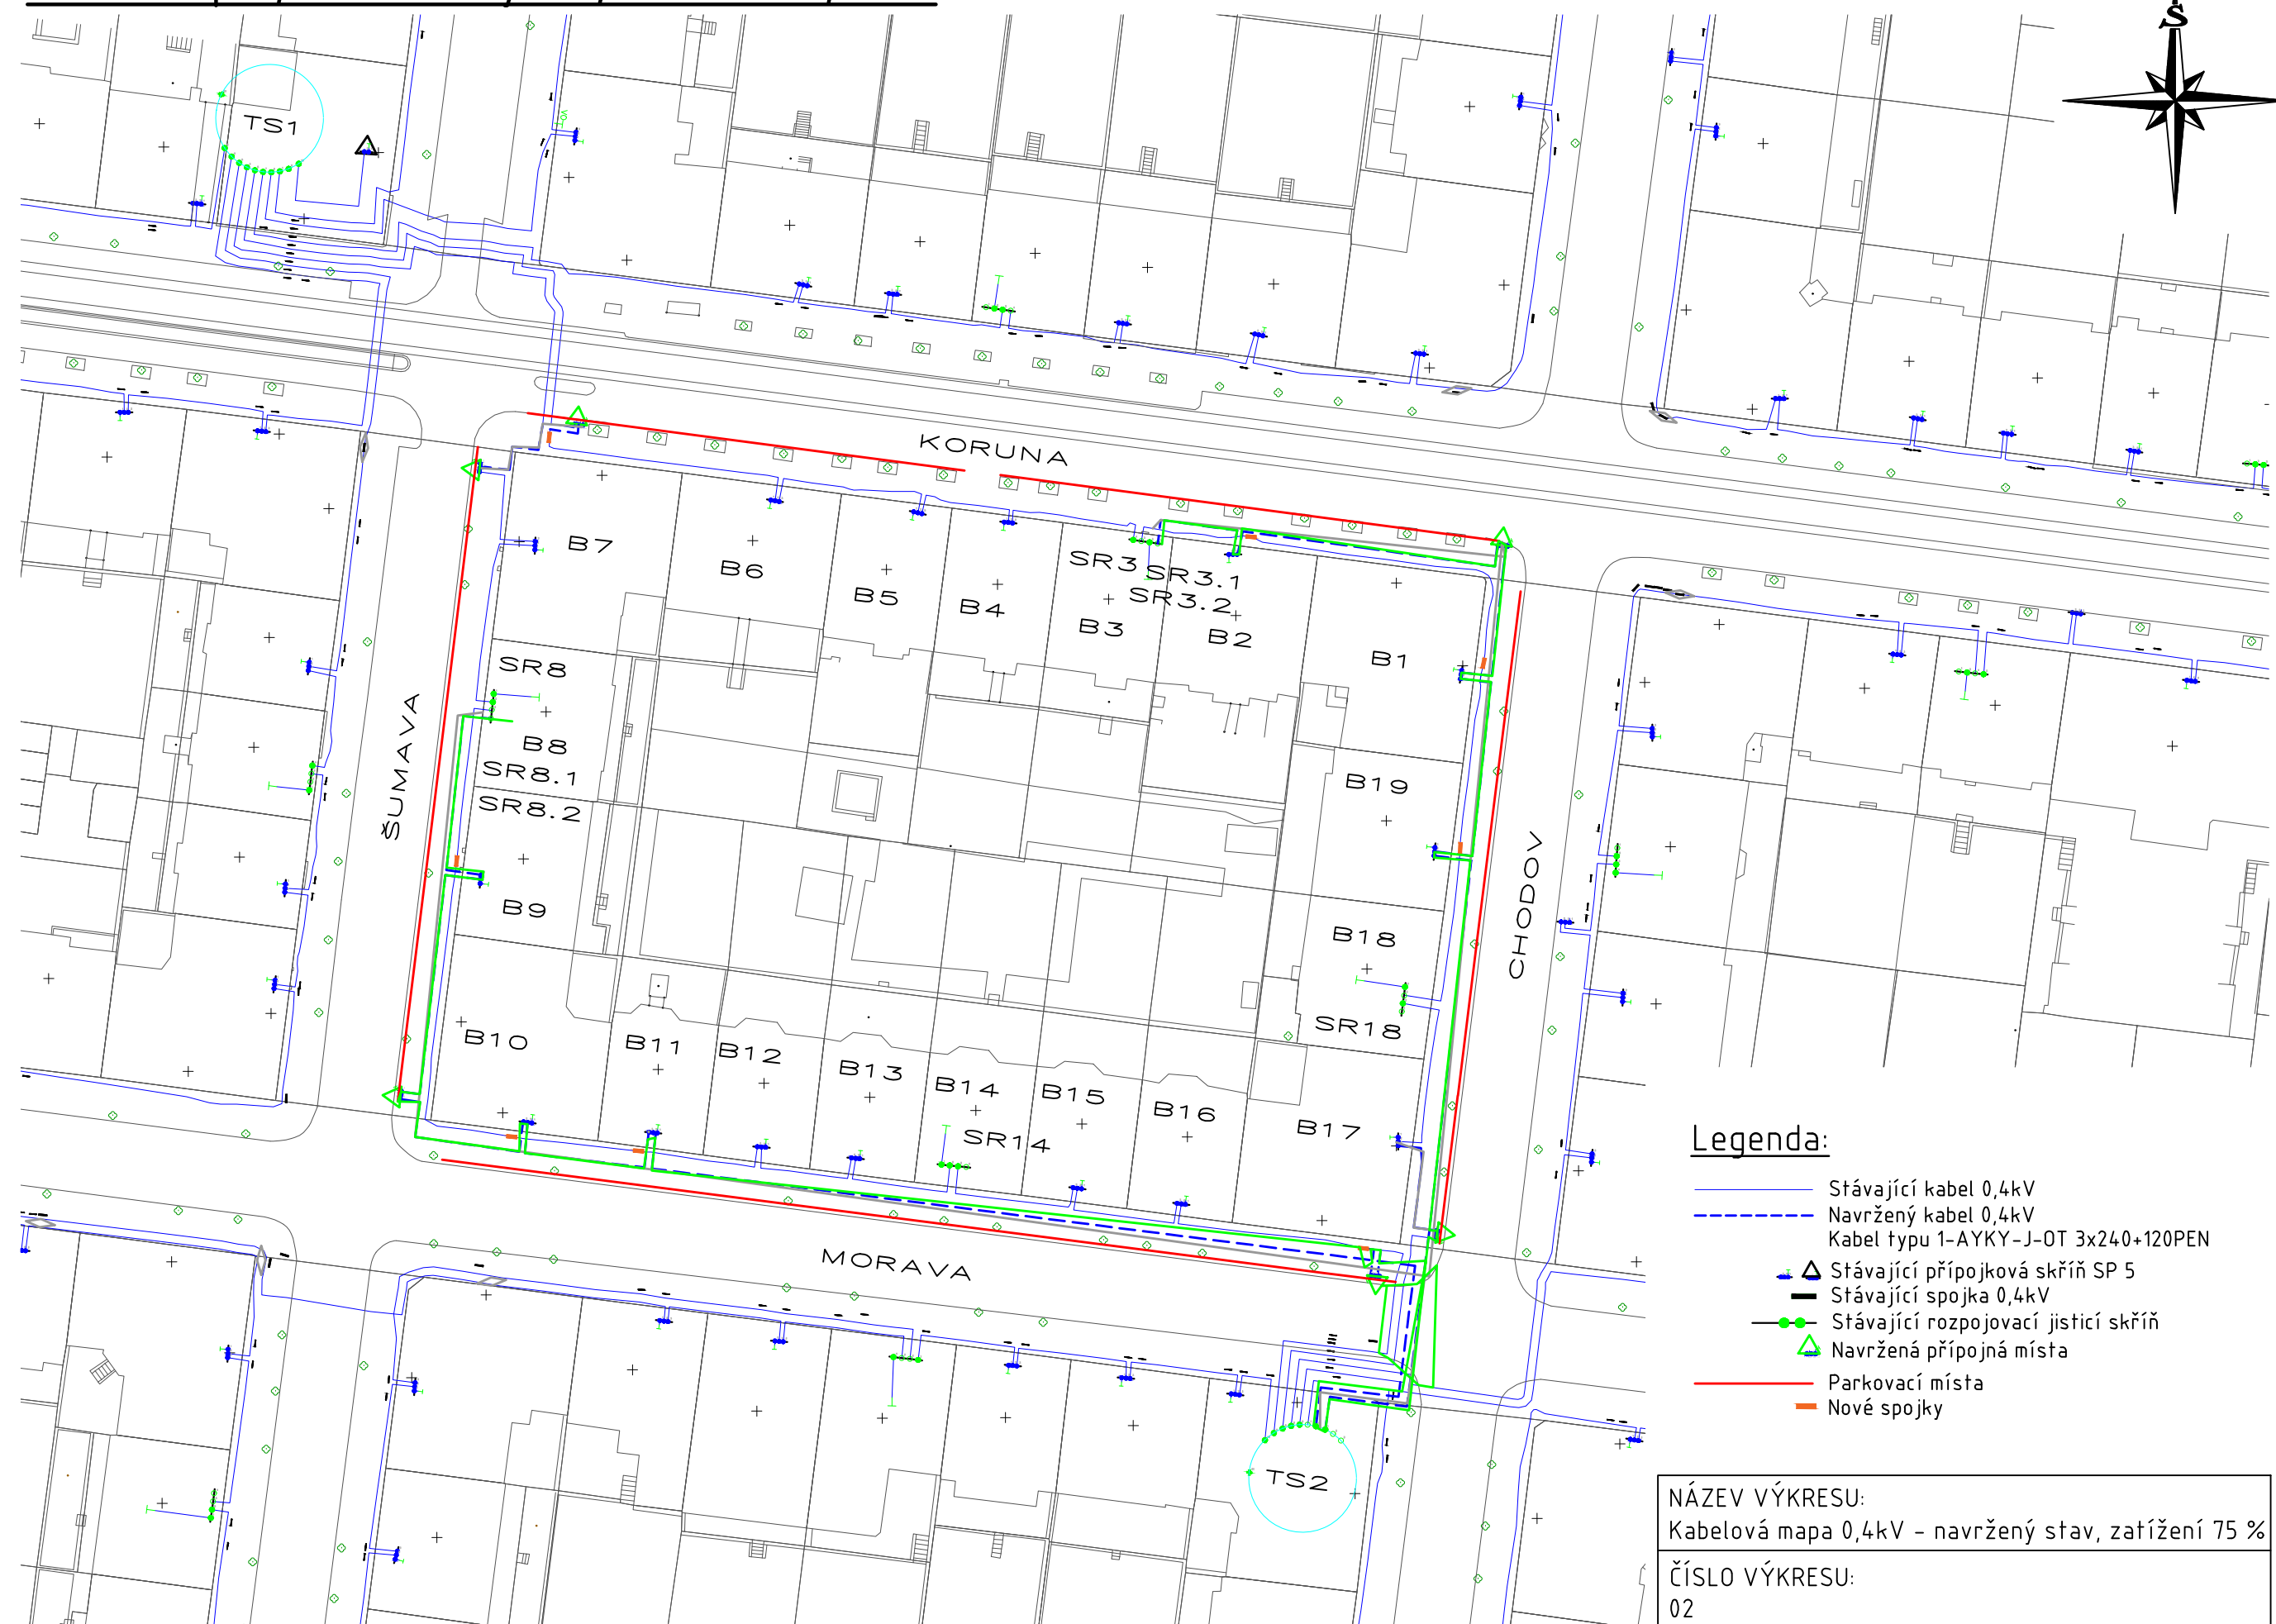 Š
TS1
KORUNA
B7
B6
B5
B4
SR3
SR3.1
SR3.2
B3
B2
B1
SR8
B8
SR8.1
SR8.2
ŠUMAVA
B19
B9
B18
CHODOV
SR18
B10
B11
B12
B13
B14
B15
B16
B17
SR14
MORAVA
TS2
Legenda:
Stávající kabel 0,4kV
Navržený kabel 0,4kV
Kabel typu 1-AYKY-J-OT 3x240+120PEN
Stávající přípojková skříň SP 5
Stávající spojka 0,4kV
Stávající rozpojovací jisticí skříň
Navržená přípojná místa
Parkovací místa
Nové spojky
NÁZEV VÝKRESU:
Kabelová mapa 0,4kV – navržený stav, zatížení 75 %
ČÍSLO VÝKRESU:
02